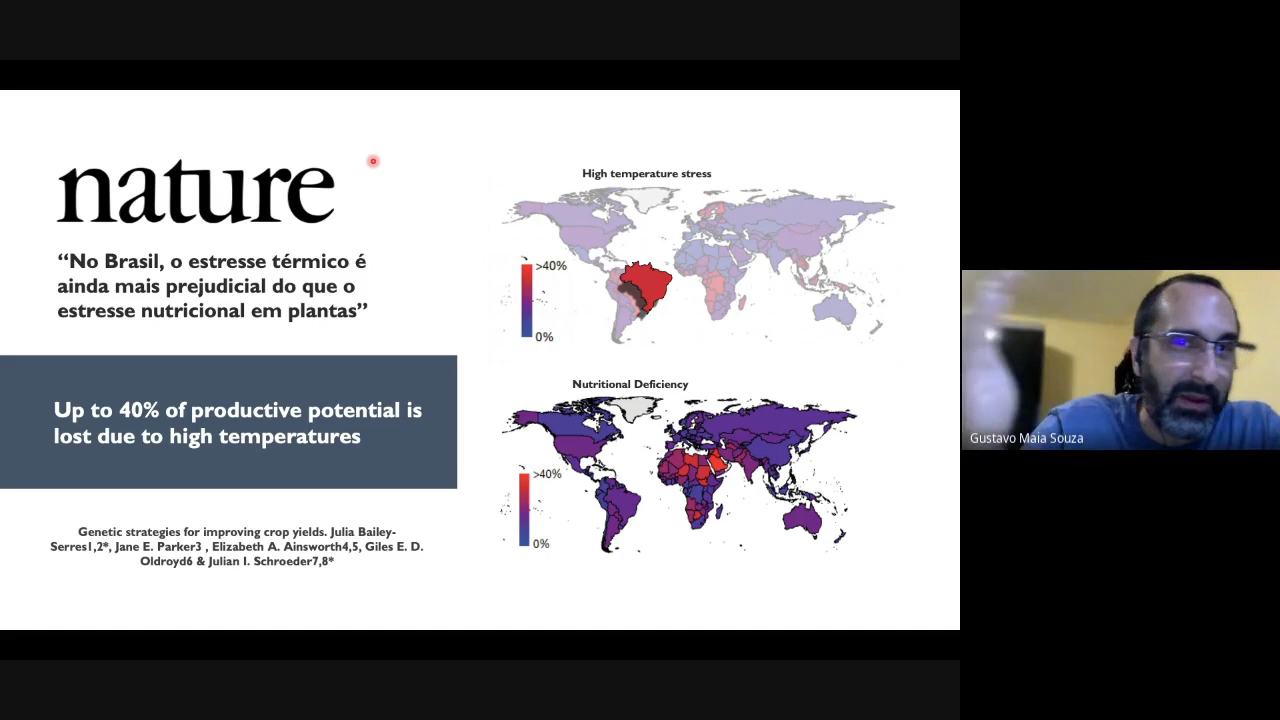 nature
“No Brasil, o estresse térmico é
ainda mais prejudicial do que o
estresse nutricional em plantas”
Up to 40% of productive potential is
lost due to high temperatures
Genetic strategies for improving crop yields. Julia Bailey-
Serres1,2*, Jane E. Parker3 , Elizabeth A. Ainsworth4,5, Giles E. D.
Oldroyd6 & Julian I. Schroeder7,8*
High temperature stress
>40%
0%
Nutritional Deficiency
>40%
0%
Gustavo Maia Souza